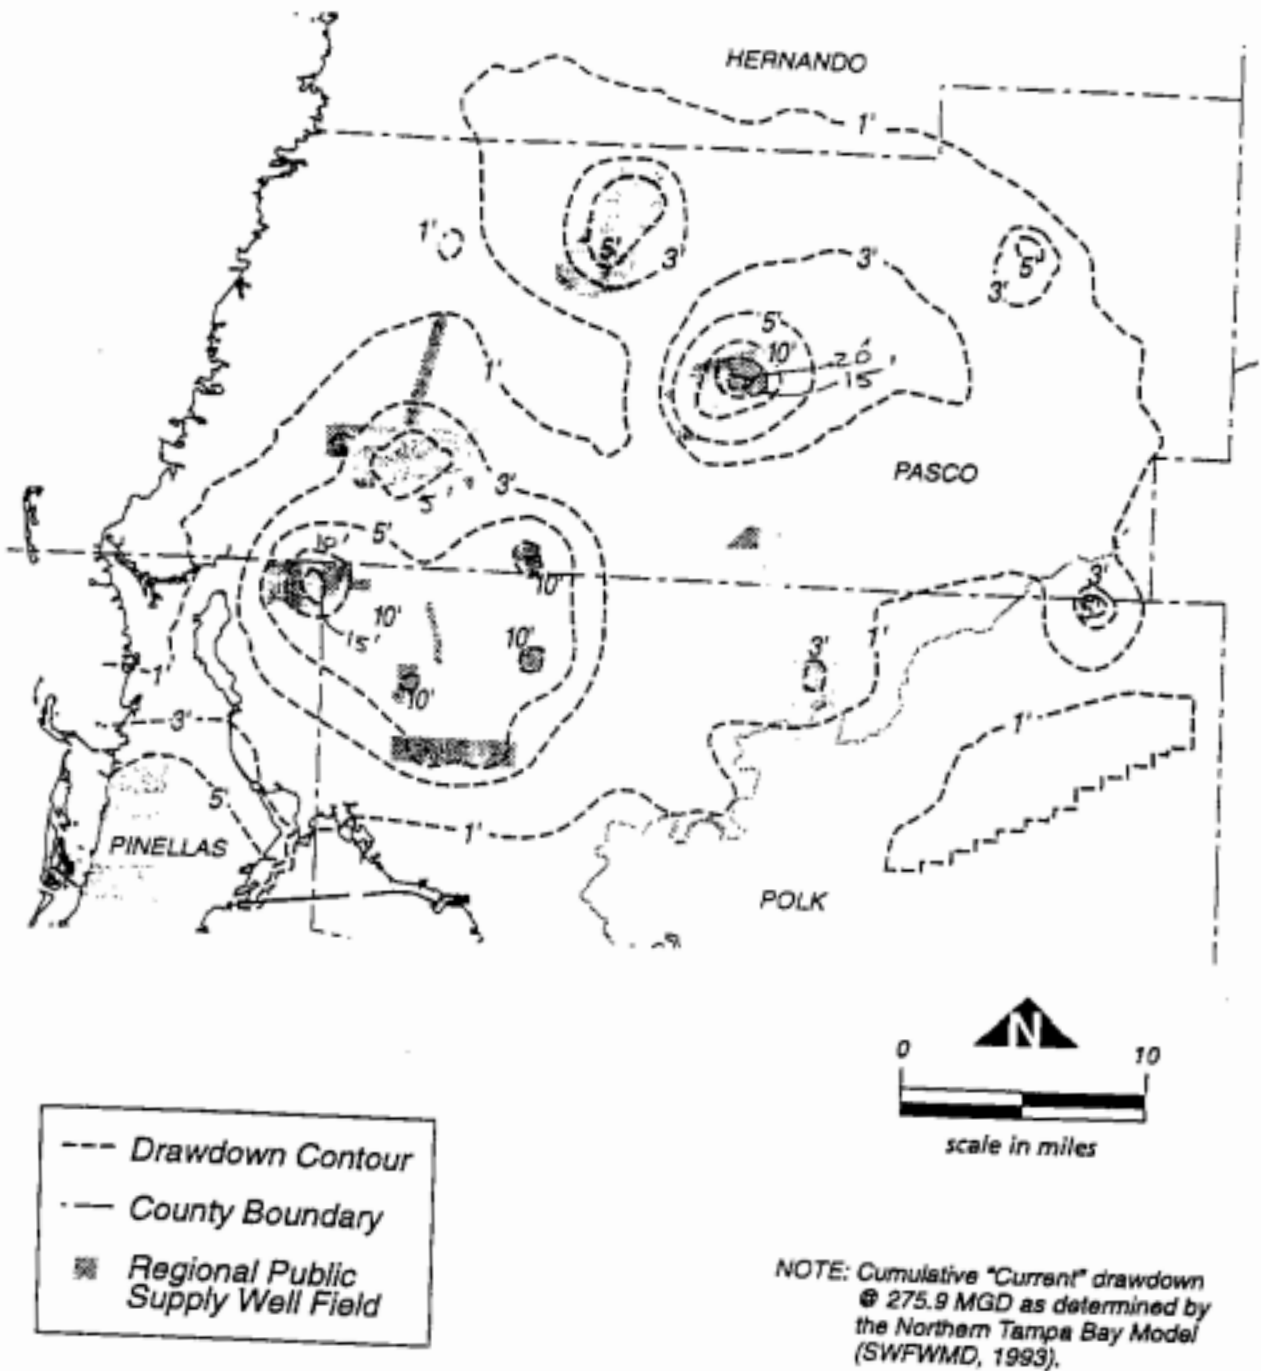 HERNANDO
1'
1'
5'
3'
3'
5'
3'
5'
10'
20'
15'
1'
PASCO
3'
5'
5'
10'
10'
10'
15'
10'
10'
3'
3'
1'
1'
3'
1'
5'
PINELLAS
1'
POLK
N
0 10
scale in miles
Drawdown Contour
County Boundary
Regional Public
Supply Well Field
NOTE: Cumulative "Current" drawdown
@ 275.9 MGD as determined by
the Northern Tampa Bay Model
(SWFWMD, 1993).